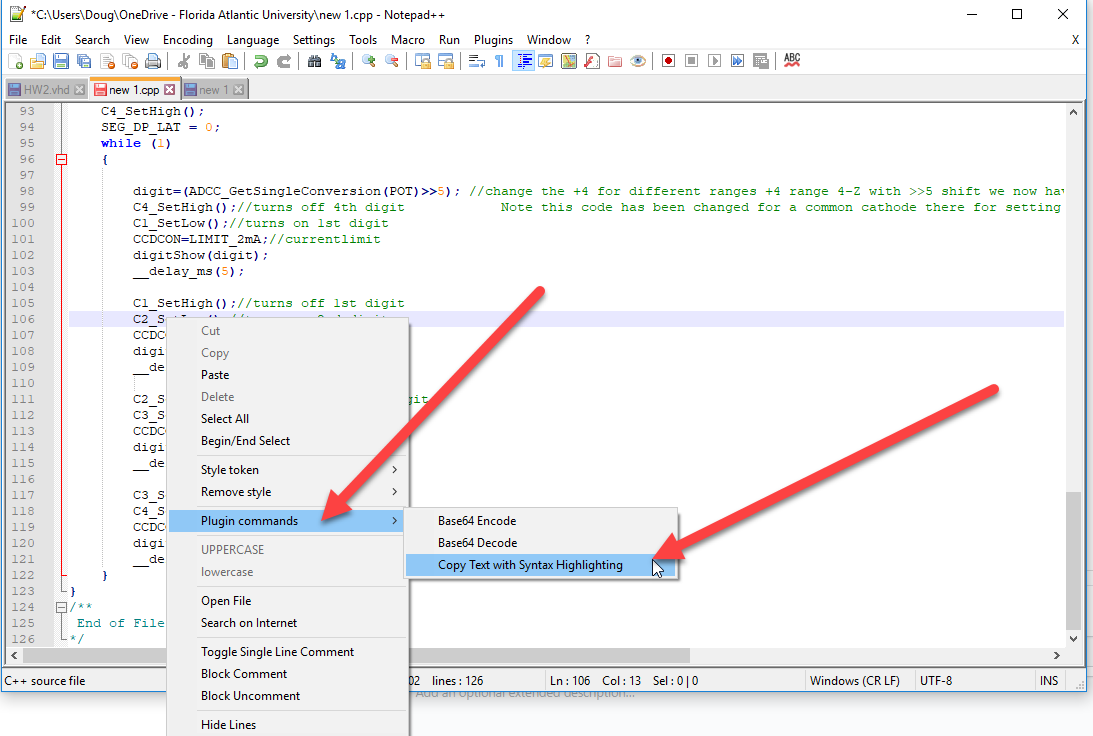 *C:\Users\Doug\OneDrive - Florida Atlantic University\new 1.cpp - Notepad++
File Edit Search View Encoding Language Settings Tools Macro Run Plugins Window ? X
ABC
HW2.vhd new 1.cpp new 1
93 C4_SetHigh();
94 SEG_DP_LAT = 0;
95 while (1)
96 {
97
98 digit=(ADCC_GetSingleConversion(POT)>>5); //change the +4 for different ranges +4 range 4-Z with >>5 shift we now hav
99 C4_SetHigh();//turns off 4th digit Note this code has been changed for a common cathode there for setting
100 C1_SetLow();//turns on 1st digit
101 CCDCON=LIMIT_2mA;//currentlimit
102 digitShow(digit);
103 __delay_ms(5);
104
105 C1_SetHigh();//turns off 1st digit
106 C2_S
107 CCDC
108 digi
109 __de
110
111 C2_S git
112 C3_S
113 CCDC
114 digi
115 __de
116
117 C3_S
118 C4_S
119 CCDC
120 digi
121 __de
122 }
123 }
124 /**
125 End of File
126 */
Cut
Copy
Paste
Delete
Select All
Begin/End Select
Style token
Remove style
Plugin commands
UPPERCASE
lowercase
Open File
Search on Internet
Toggle Single Line Comment
Block Comment
Block Uncomment
Hide Lines
Base64 Encode
Base64 Decode
Copy Text with Syntax Highlighting
C++ source file 02 lines : 126 Ln : 106 Col : 13 Sel : 0 | 0 Windows (CR LF) UTF-8 INS
Add an optional extended description...